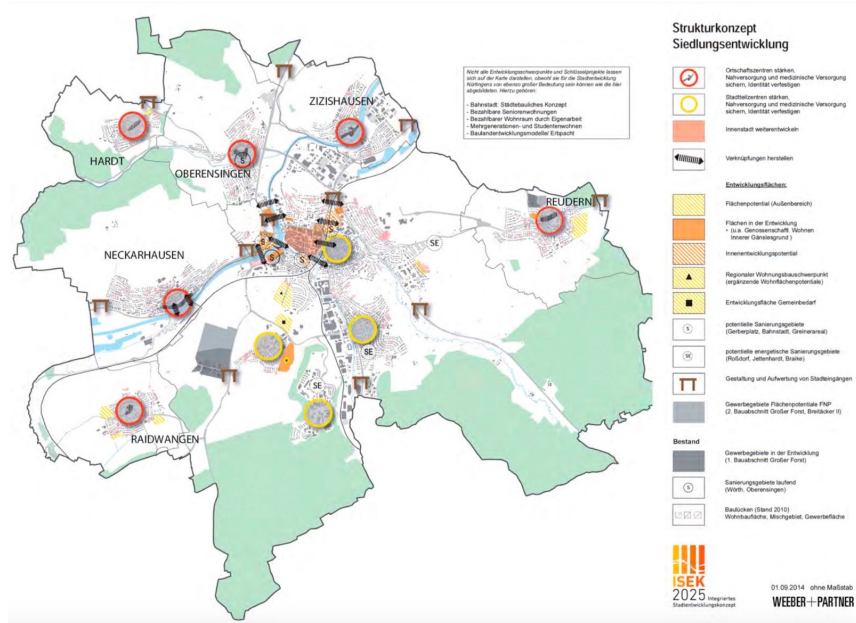 Strukturkonzept
Siedlungsentwicklung
Nicht alle Entwicklungsschwerpunkte und Schlüsselprojekte lassen
sich auf der Karte darstellen, obwohl sie für die Stadtentwicklung
Nürtingens von ebenso großer Bedeutung sein können wie die hier
abgebildeten. Hierzu gehören:
- Bahnstadt: Städtebauliches Konzept
- Bezahlbare Seniorenwohnungen
- Bezahlbarer Wohnraum durch Eigenarbeit
- Mehrgenerationen- und Studentenwohnen
- Baulandentwicklungsmodelle/ Erbpacht
ZIZISHAUSEN
HARDT
OBERENSINGEN
S
REUDERN
SE
NECKARHAUSEN
S
S
S
SE
SE
RAIDWANGEN
Ortschaftszentren stärken,
Nahversorgung und medizinische Versorgung
sichern, Identität verfestigen
Stadtteilzentren stärken,
Nahversorgung und medizinische Versorgung
sichern, Identität verfestigen
Innenstadt weiterentwickeln
Verknüpfungen herstellen
Entwicklungsflächen:
Flächenpotential (Außenbereich)
Flächen in der Entwicklung
* (u.a. Genossenschaftl. Wohnen
Innerer Gänslesgrund )
Innenentwicklungspotential
Regionaler Wohnungsbauschwerpunkt
(ergänzende Wohnflächenpotentiale)
Entwicklungsfläche Gemeinbedarf
S
potentielle Sanierungsgebiete
(Gerberplatz, Bahnstadt, Greinerareal)
SE
potentielle energetische Sanierungsgebiete
(Roßdorf, Jettenhardt, Braike)
Gestaltung und Aufwertung von Stadteingängen
Gewerbegebiete Flächenpotentiale FNP
(2. Bauabschnitt Großer Forst, Breitäcker II)
Bestand
Gewerbegebiete in der Entwicklung
(1. Bauabschnitt Großer Forst)
S
Sanierungsgebiete laufend
(Wörth, Oberensingen)
Baulücken (Stand 2010)
Wohnbaufläche, Mischgebiet, Gewerbefläche
ISEK
2025 Integriertes
Stadtentwicklungskonzept
01.09.2014 ohne Maßstab
WEEBER+PARTNER